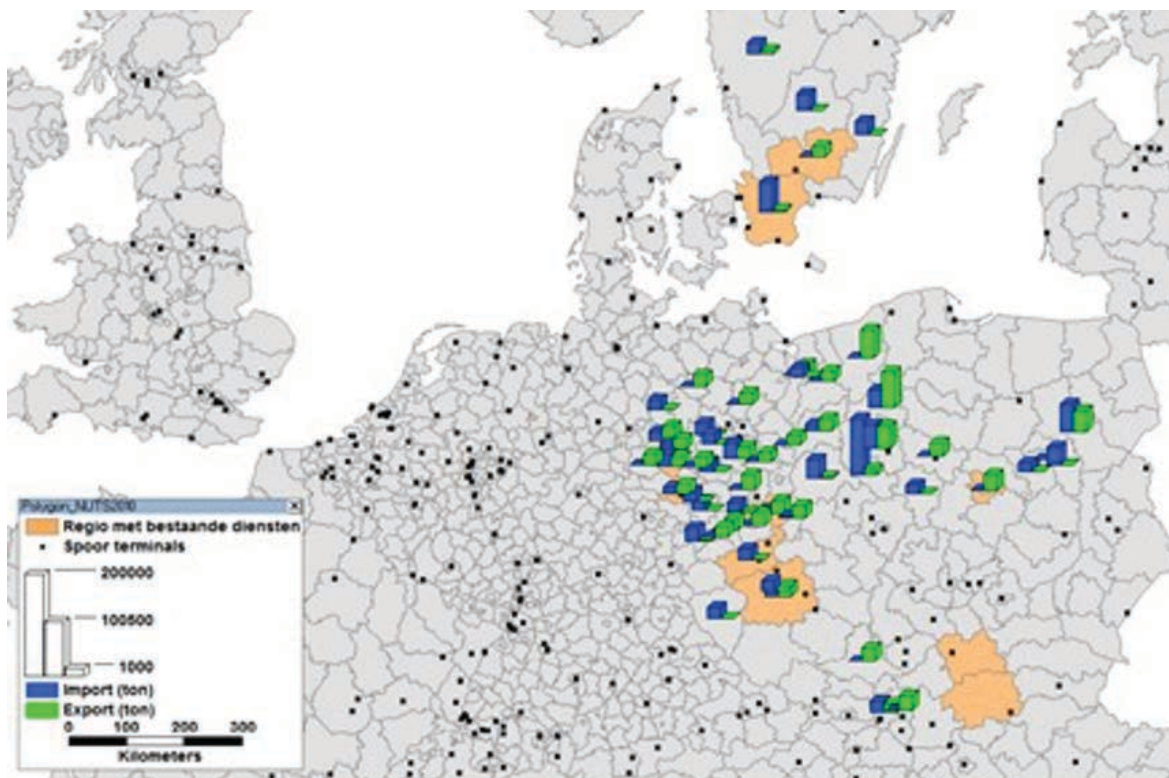 Polygon_NUTS2010
Regio met bestaande diensten
Spoor terminals
200000
100500
1000
Import (ton)
Export (ton)
0 100 200 300
Kilometers